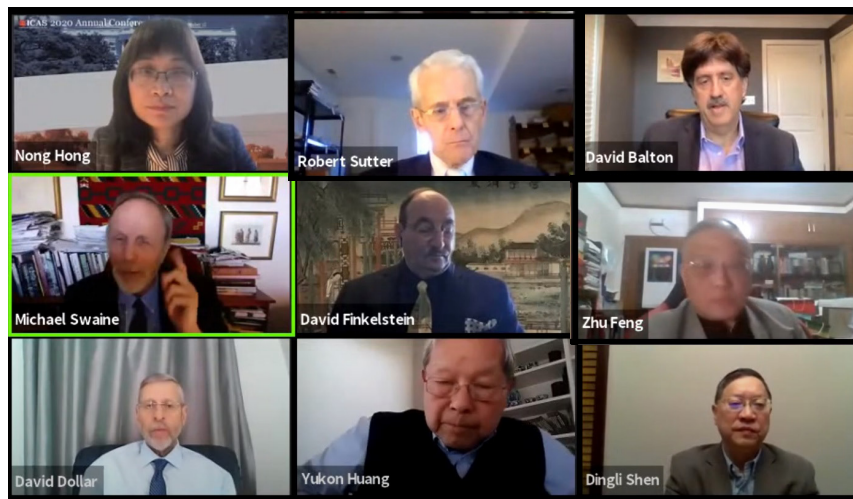 ICAS 2020 Annual Conference
Nong Hong
Robert Sutter
David Balton
Michael Swaine
David Finkelstein
Zhu Feng
David Dollar
Yukon Huang
Dingli Shen